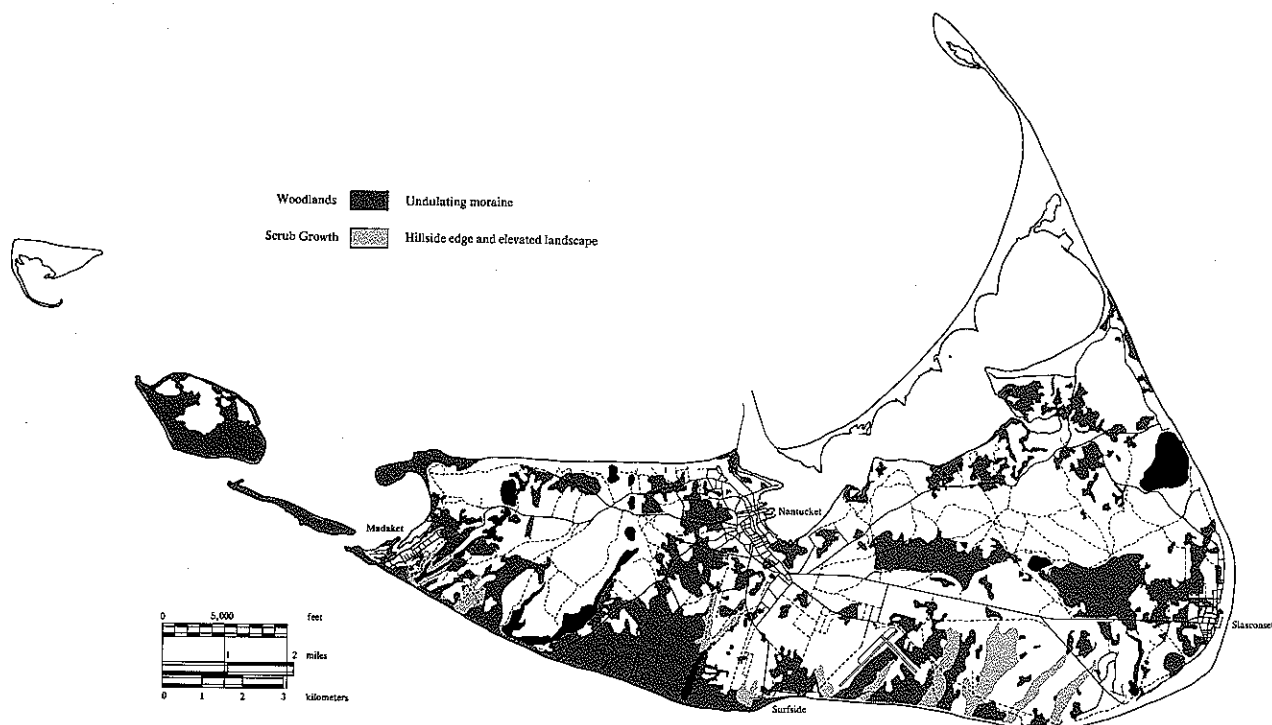 Woodlands Undulating moraine
Scrub Growth Hillside edge and elevated landscape
Nantucket
Madaket
0 5,000 feet
Siasconset
1 2 miles
0 1 2 3 kilometers
Surfside